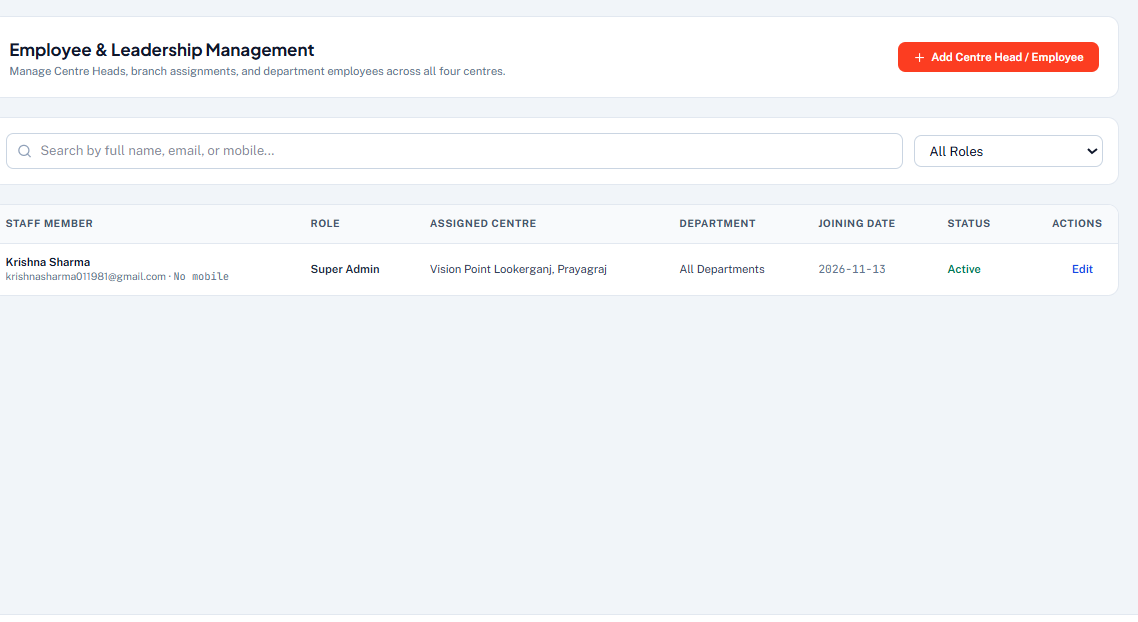 Employee & Leadership Management
Manage Centre Heads, branch assignments, and department employees across all four centres.
+ Add Centre Head / Employee
Search by full name, email, or mobile...
All Roles
STAFF MEMBER ROLE ASSIGNED CENTRE DEPARTMENT JOINING DATE STATUS ACTIONS
Krishna Sharma
krishnasharma011981@gmail.com · No mobile
Super Admin Vision Point Lookerganj, Prayagraj All Departments 2026-11-13 Active Edit